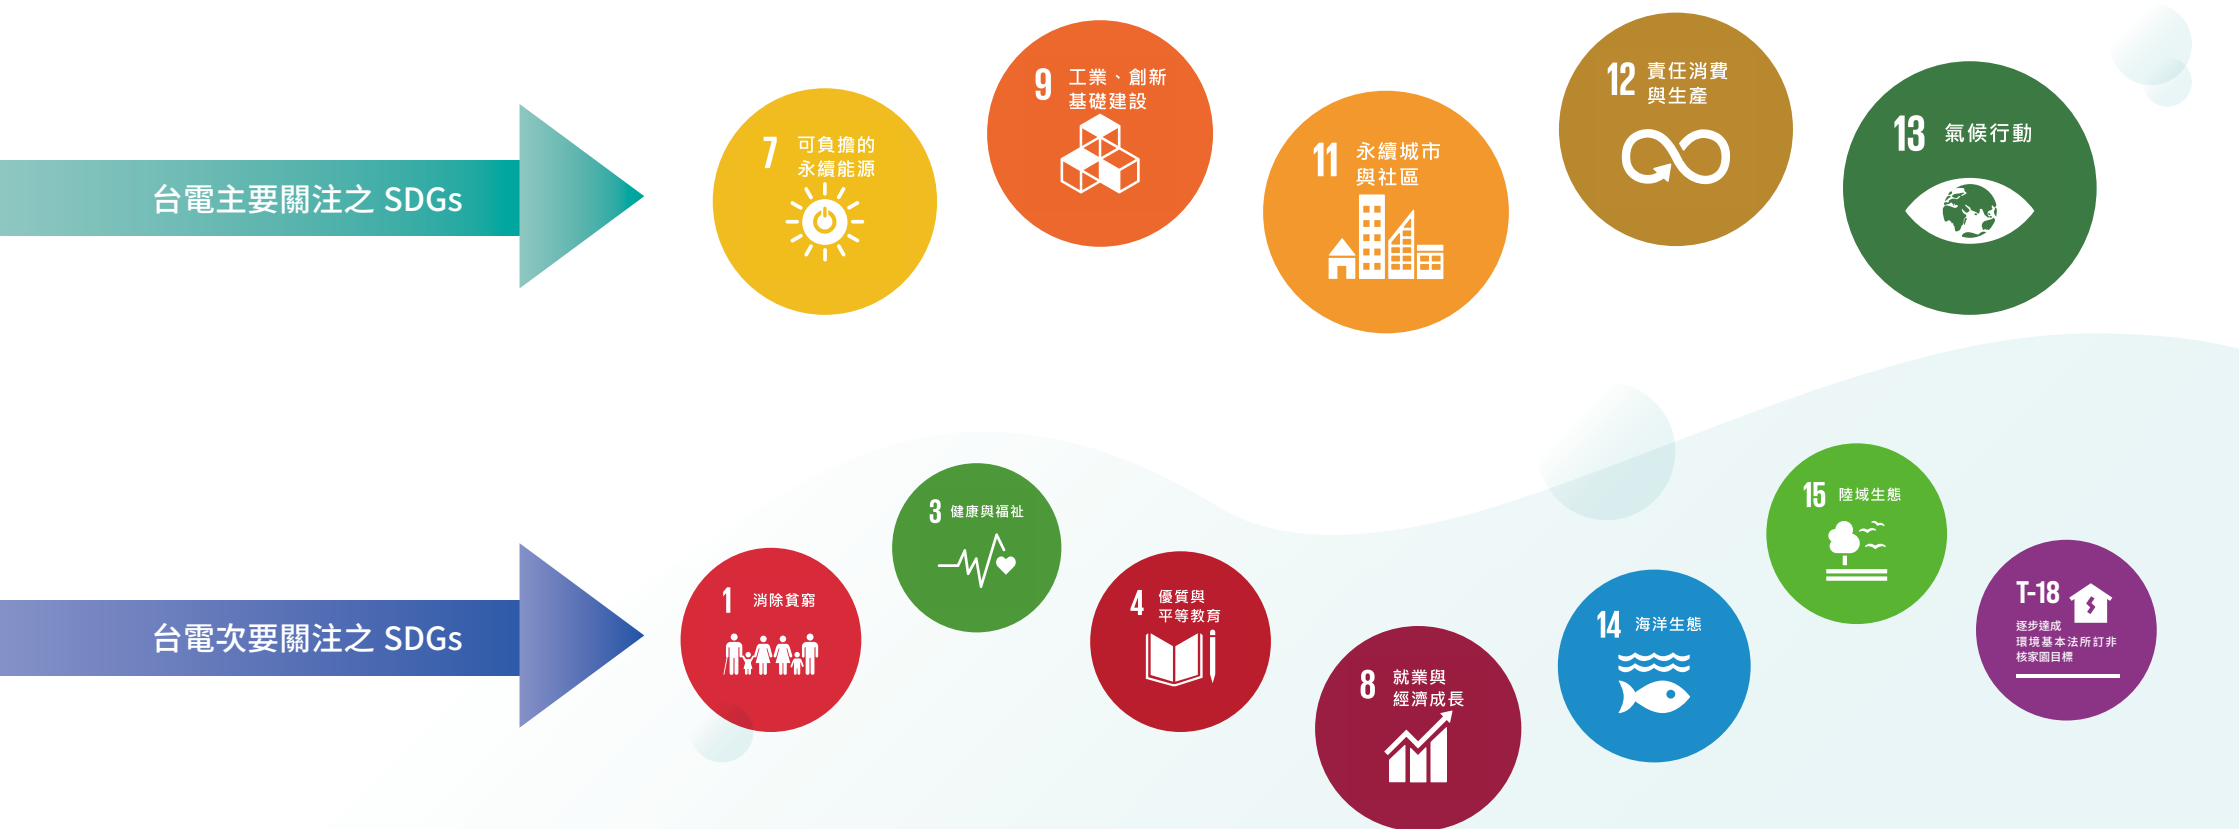 台電主要關注之 SDGs
7 可負擔的
永續能源
9 工業、創新
基礎建設
11 永續城市
與社區
12 責任消費
與生產
13 氣候行動
台電次要關注之 SDGs
1 消除貧窮
3 健康與福祉
4 優質與
平等教育
8 就業與
經濟成長
14 海洋生態
15 陸域生態
T-18
逐步達成
環境基本法所訂非
核家園目標